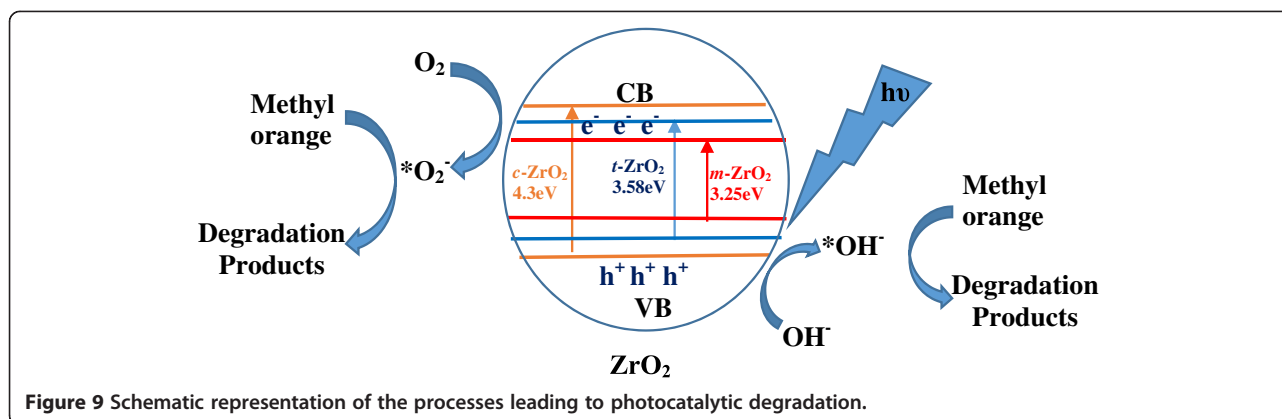 O₂
Methyl
orange
*O₂⁻
Degradation
Products
CB
e⁻ e⁻ e⁻
c-ZrO₂
4.3eV
t-ZrO₂
3.58eV
m-ZrO₂
3.25eV
h⁺ h⁺ h⁺
VB
ZrO₂
hυ
*OH⁻
OH⁻
Methyl
orange
Degradation
Products
Figure 9 Schematic representation of the processes leading to photocatalytic degradation.